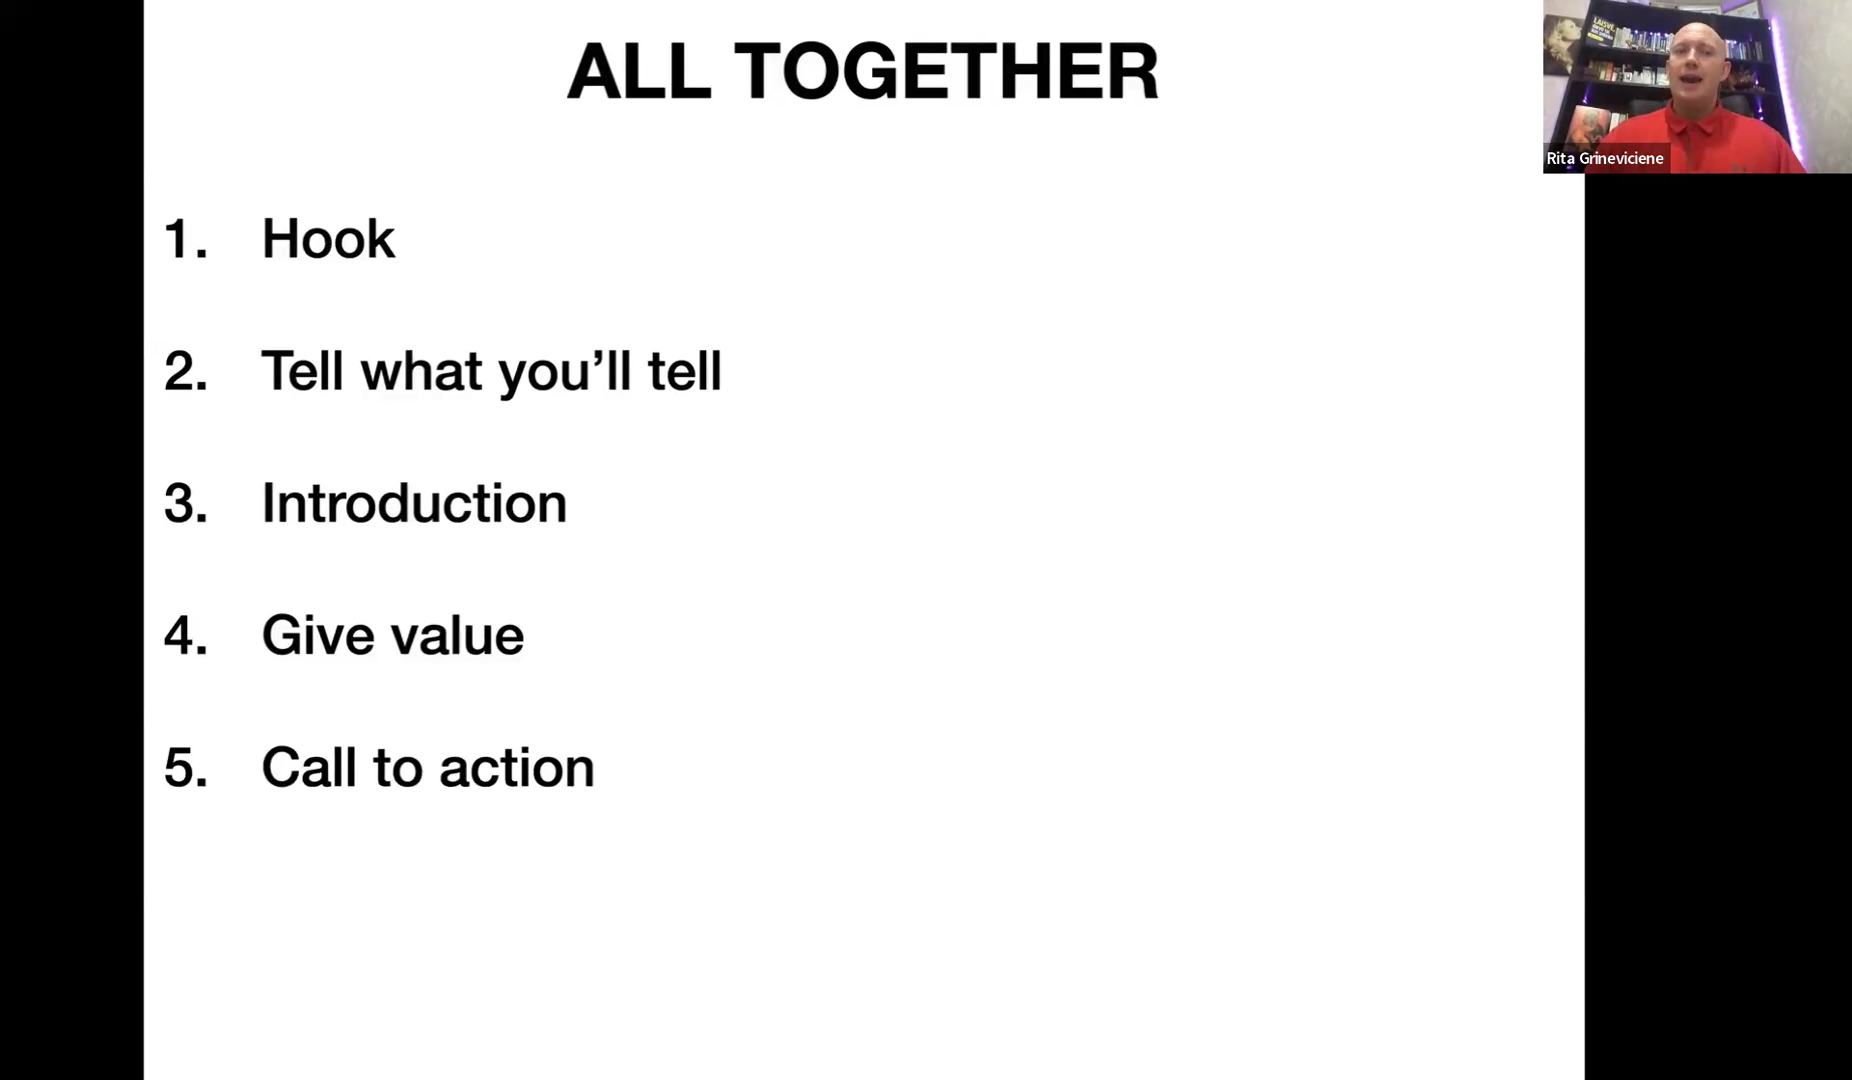 ALL TOGETHER
1. Hook
2. Tell what you’ll tell
3. Introduction
4. Give value
5. Call to action
LAISVĖ,
Rita Grineviciene